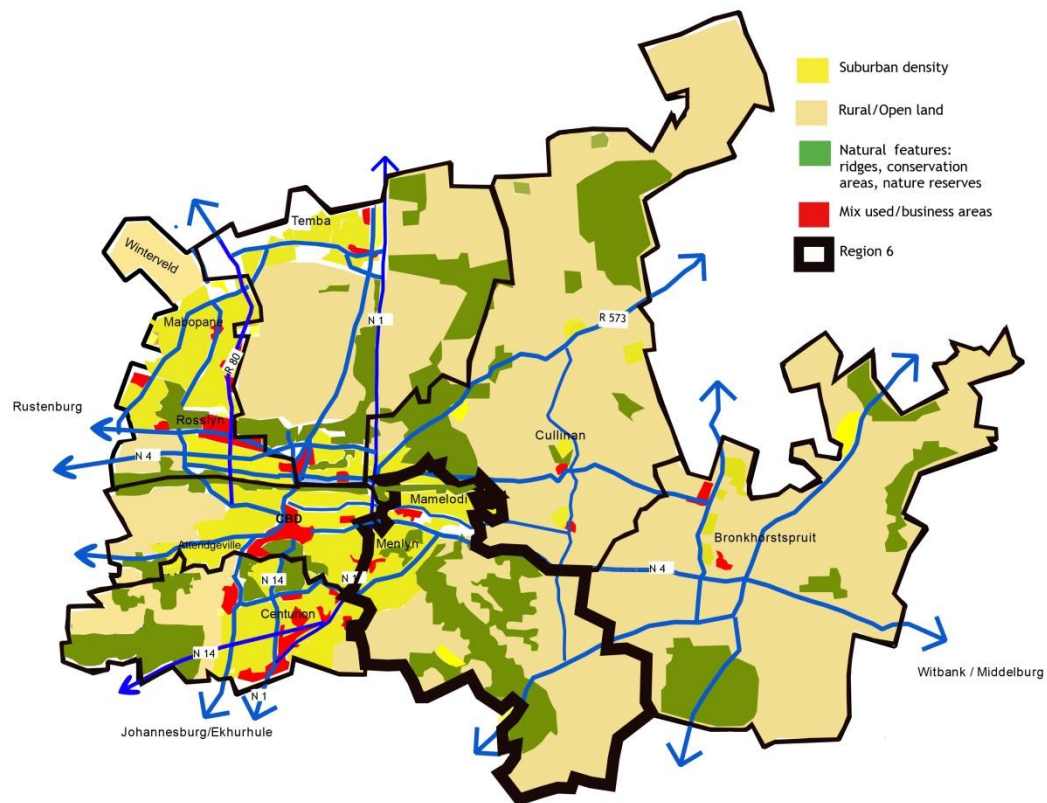 Suburban density
Rural/Open land
Natural features:
ridges, conservation
areas, nature reserves
Mix used/business areas
Region 6
Temba
Winterveld
Mabopane
N 1
R 573
R 80
Rustenburg
Rosslyn
N 4
Cullinan
Mamelodi
CBD
Menlyn
Atteridgeville
Bronkhorstspruit
N 4
N 14
N 1
Centurion
N 14
N 1
Witbank / Middelburg
Johannesburg/Ekhurhule